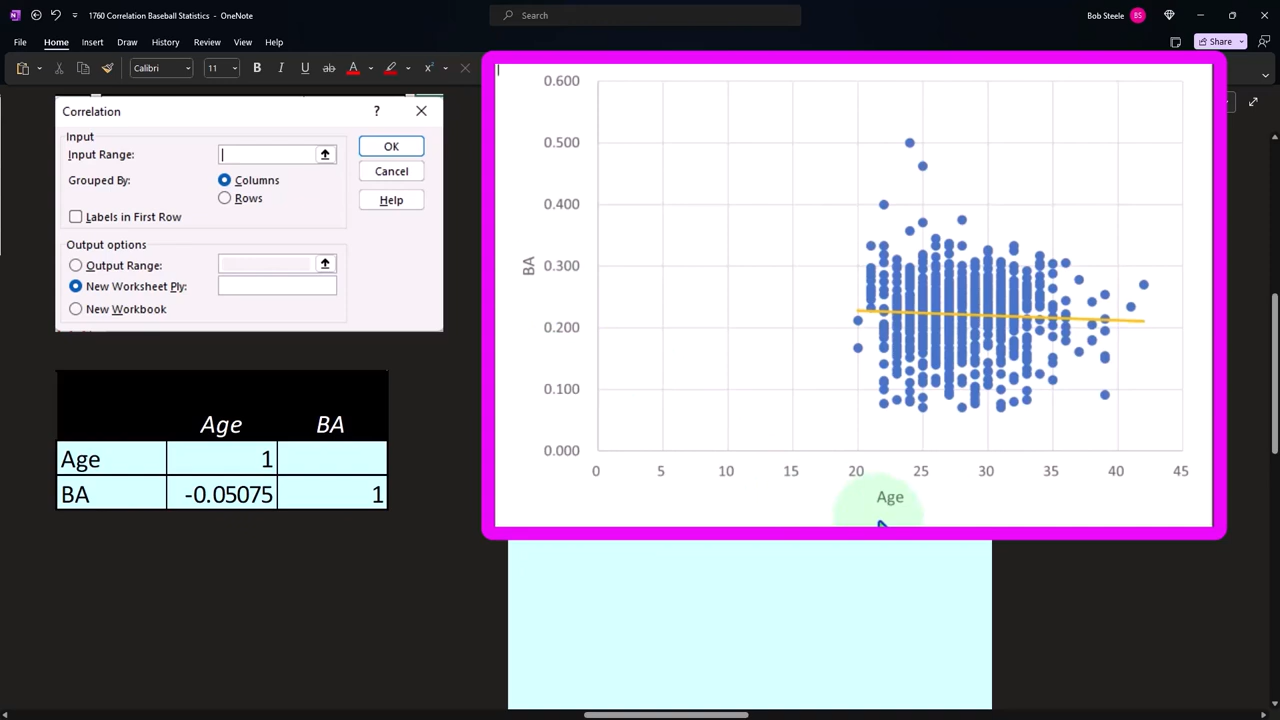 1760 Correlation Baseball Statistics - OneNote
Search
Bob Steele BS
File Home Insert Draw History Review View Help
Share
Calibri 11 B I U ab A x²
Correlation ?
Input
Input Range:
OK
Grouped By:
Columns
Cancel
Rows
Help
Labels in First Row
Output options
Output Range:
New Worksheet Ply:
New Workbook
Age BA
Age 1
BA -0.05075 1
0.600
0.500
0.400
0.300
0.200
0.100
0.000
BA
0 5 10 15 20 25 30 35 40 45
Age